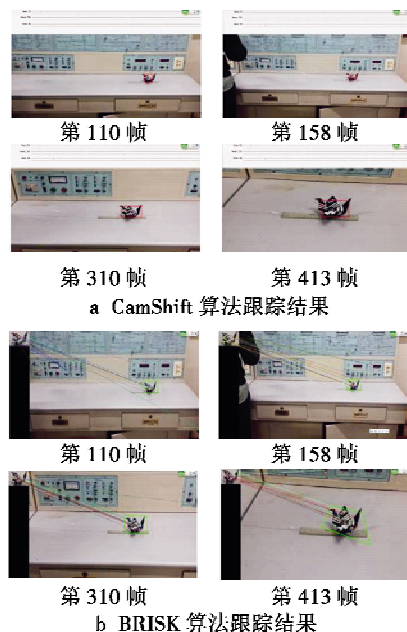 第 110 帧 第 158 帧
第 310 帧 第 413 帧
a CamShift 算法跟踪结果
第 110 帧 第 158 帧
第 310 帧 第 413 帧
b BRISK 算法跟踪结果